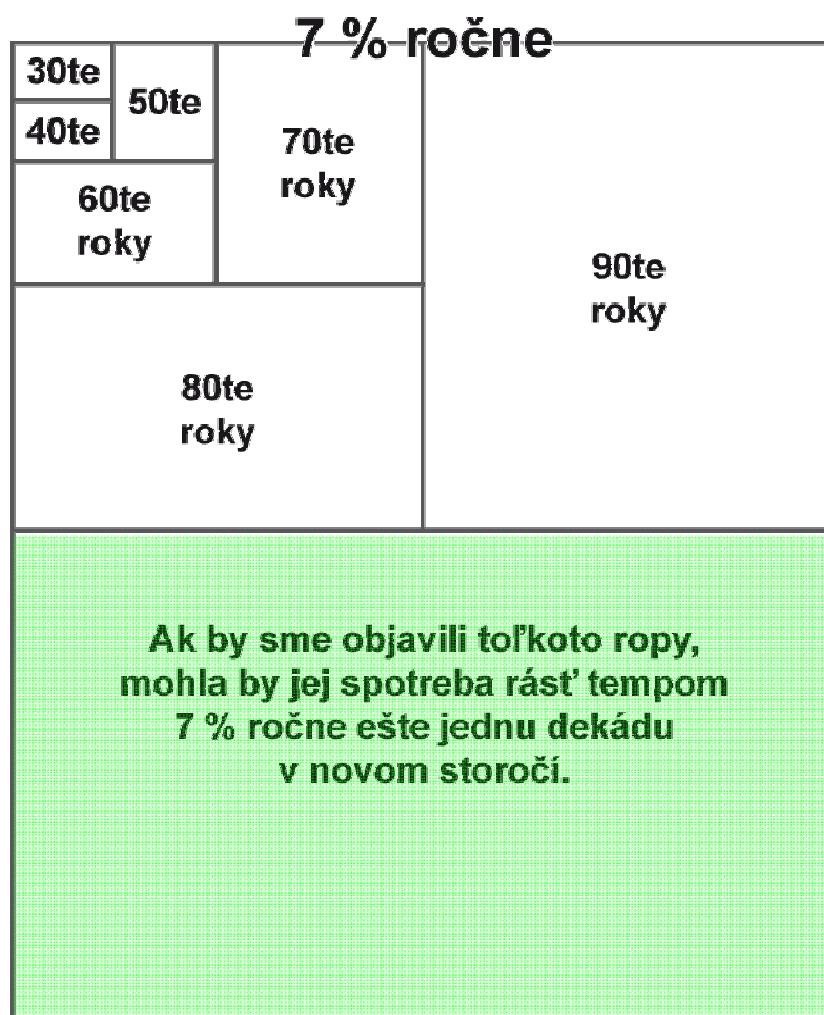 7 % ročne
30te
40te
50te
60te
roky
70te
roky
80te
roky
90te
roky
Ak by sme objavili toľkoto ropy,
mohla by jej spotreba rásť tempom
7 % ročne ešte jednu dekádu
v novom storočí.